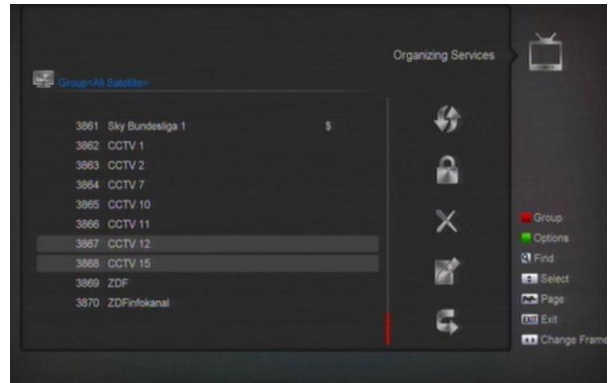 Organizing Services
Group<All Satellite>
3861 Sky Bundesliga 1 $
3862 CCTV 1
3863 CCTV 2
3864 CCTV 7
3865 CCTV 10
3866 CCTV 11
3867 CCTV 12
3868 CCTV 15
3869 ZDF
3870 ZDFinfokanal
Group
Options
Find
Select
Page
EXIT Exit
Change Frame